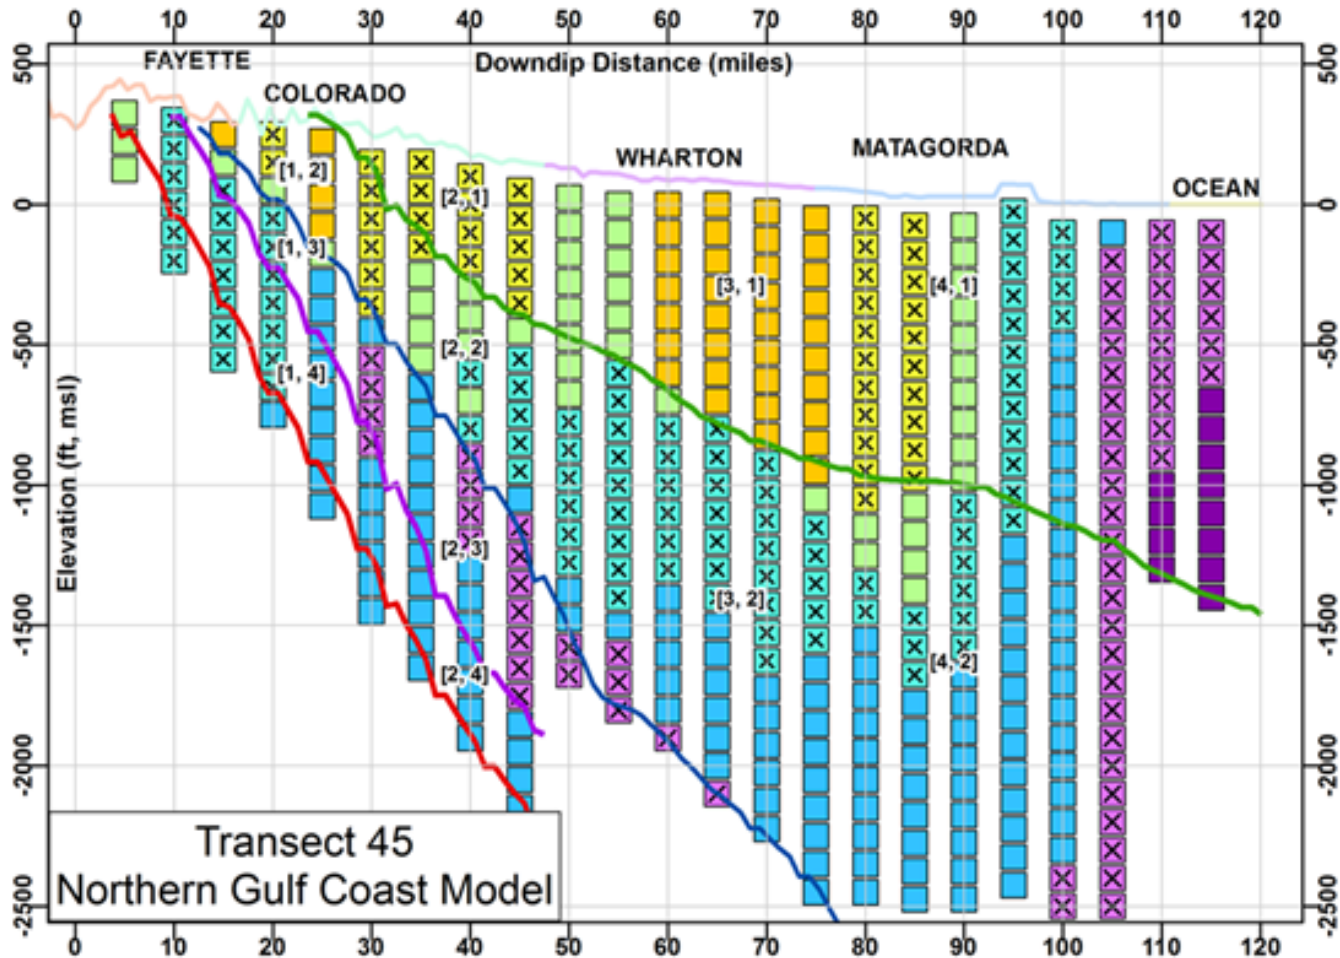 0 10 20 30 40 50 60 70 80 90 100 110 120
FAYETTE
Downdip Distance (miles)
COLORADO
WHARTON
MATAGORDA
OCEAN
500
0
-500
-1000
-1500
-2000
-2500
Elevation (ft, msl)
[1, 2]
[2, 1]
[1, 3]
[3, 1]
[4, 1]
[2, 2]
[1, 4]
[2, 3]
[3, 2]
[2, 4]
[4, 2]
500
0
-500
-1000
-1500
-2000
-2500
Transect 45
Northern Gulf Coast Model
0 10 20 30 40 50 60 70 80 90 100 110 120